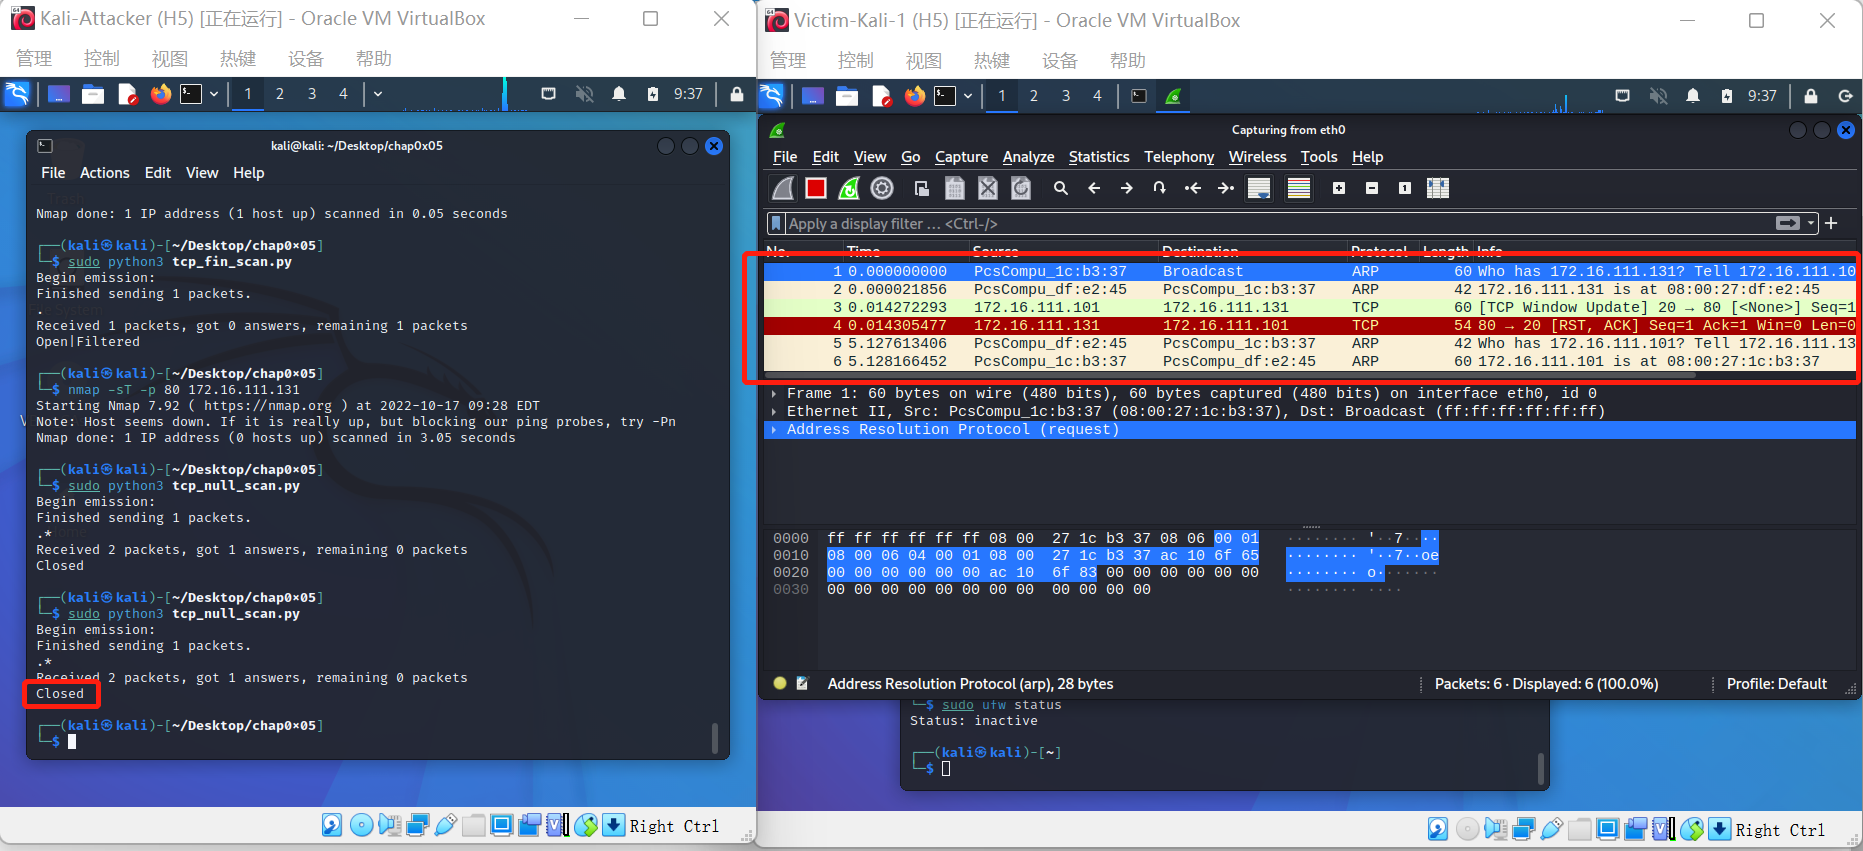 Kali-Attacker (H5) [正在运行] - Oracle VM VirtualBox
管理 控制 视图 热键 设备 帮助
1 2 3 4 9:37
kali@kali: ~/Desktop/chap0x05
File Actions Edit View Help
Nmap done: 1 IP address (1 host up) scanned in 0.05 seconds
┌──(kali㉿kali)-[~/Desktop/chap0×05]
└─$ sudo python3 tcp_fin_scan.py
Begin emission:
Finished sending 1 packets.
.
Received 1 packets, got 0 answers, remaining 1 packets
Open|Filtered
┌──(kali㉿kali)-[~/Desktop/chap0×05]
└─$ nmap -sT -p 80 172.16.111.131
Starting Nmap 7.92 ( https://nmap.org ) at 2022-10-17 09:28 EDT
Note: Host seems down. If it is really up, but blocking our ping probes, try -Pn
Nmap done: 1 IP address (0 hosts up) scanned in 3.05 seconds
┌──(kali㉿kali)-[~/Desktop/chap0×05]
└─$ sudo python3 tcp_null_scan.py
Begin emission:
Finished sending 1 packets.
.*
Received 2 packets, got 1 answers, remaining 0 packets
Closed
┌──(kali㉿kali)-[~/Desktop/chap0×05]
└─$ sudo python3 tcp_null_scan.py
Begin emission:
Finished sending 1 packets.
.*
Received 2 packets, got 1 answers, remaining 0 packets
Closed
┌──(kali㉿kali)-[~/Desktop/chap0×05]
└─$
Right Ctrl
Victim-Kali-1 (H5) [正在运行] - Oracle VM VirtualBox
管理 控制 视图 热键 设备 帮助
1 2 3 4 9:37
Capturing from eth0
File Edit View Go Capture Analyze Statistics Telephony Wireless Tools Help
Apply a display filter ... <Ctrl-/>
No. Time Source Destination Protocol Length Info
1 0.000000000 PcsCompu_1c:b3:37 Broadcast ARP 60 Who has 172.16.111.131? Tell 172.16.111.10
2 0.000021856 PcsCompu_df:e2:45 PcsCompu_1c:b3:37 ARP 42 172.16.111.131 is at 08:00:27:df:e2:45
3 0.014272293 172.16.111.101 172.16.111.131 TCP 60 [TCP Window Update] 20 → 80 [<None>] Seq=1
4 0.014305477 172.16.111.131 172.16.111.101 TCP 54 80 → 20 [RST, ACK] Seq=1 Ack=1 Win=0 Len=0
5 5.127613406 PcsCompu_df:e2:45 PcsCompu_1c:b3:37 ARP 42 Who has 172.16.111.101? Tell 172.16.111.13
6 5.128166452 PcsCompu_1c:b3:37 PcsCompu_df:e2:45 ARP 60 172.16.111.101 is at 08:00:27:1c:b3:37
Frame 1: 60 bytes on wire (480 bits), 60 bytes captured (480 bits) on interface eth0, id 0
Ethernet II, Src: PcsCompu_1c:b3:37 (08:00:27:1c:b3:37), Dst: Broadcast (ff:ff:ff:ff:ff:ff)
Address Resolution Protocol (request)
0000 ff ff ff ff ff ff 08 00 27 1c b3 37 08 06 00 01 ········ '··7····
0010 08 00 06 04 00 01 08 00 27 1c b3 37 ac 10 6f 65 ········ '··7··oe
0020 00 00 00 00 00 00 ac 10 6f 83 00 00 00 00 00 00 ········ o·······
0030 00 00 00 00 00 00 00 00 00 00 00 00 ········ ····
Address Resolution Protocol (arp), 28 bytes
Packets: 6 · Displayed: 6 (100.0%)
Profile: Default
└─$ sudo ufw status
Status: inactive
┌──(kali㉿kali)-[~]
└─$
Right Ctrl